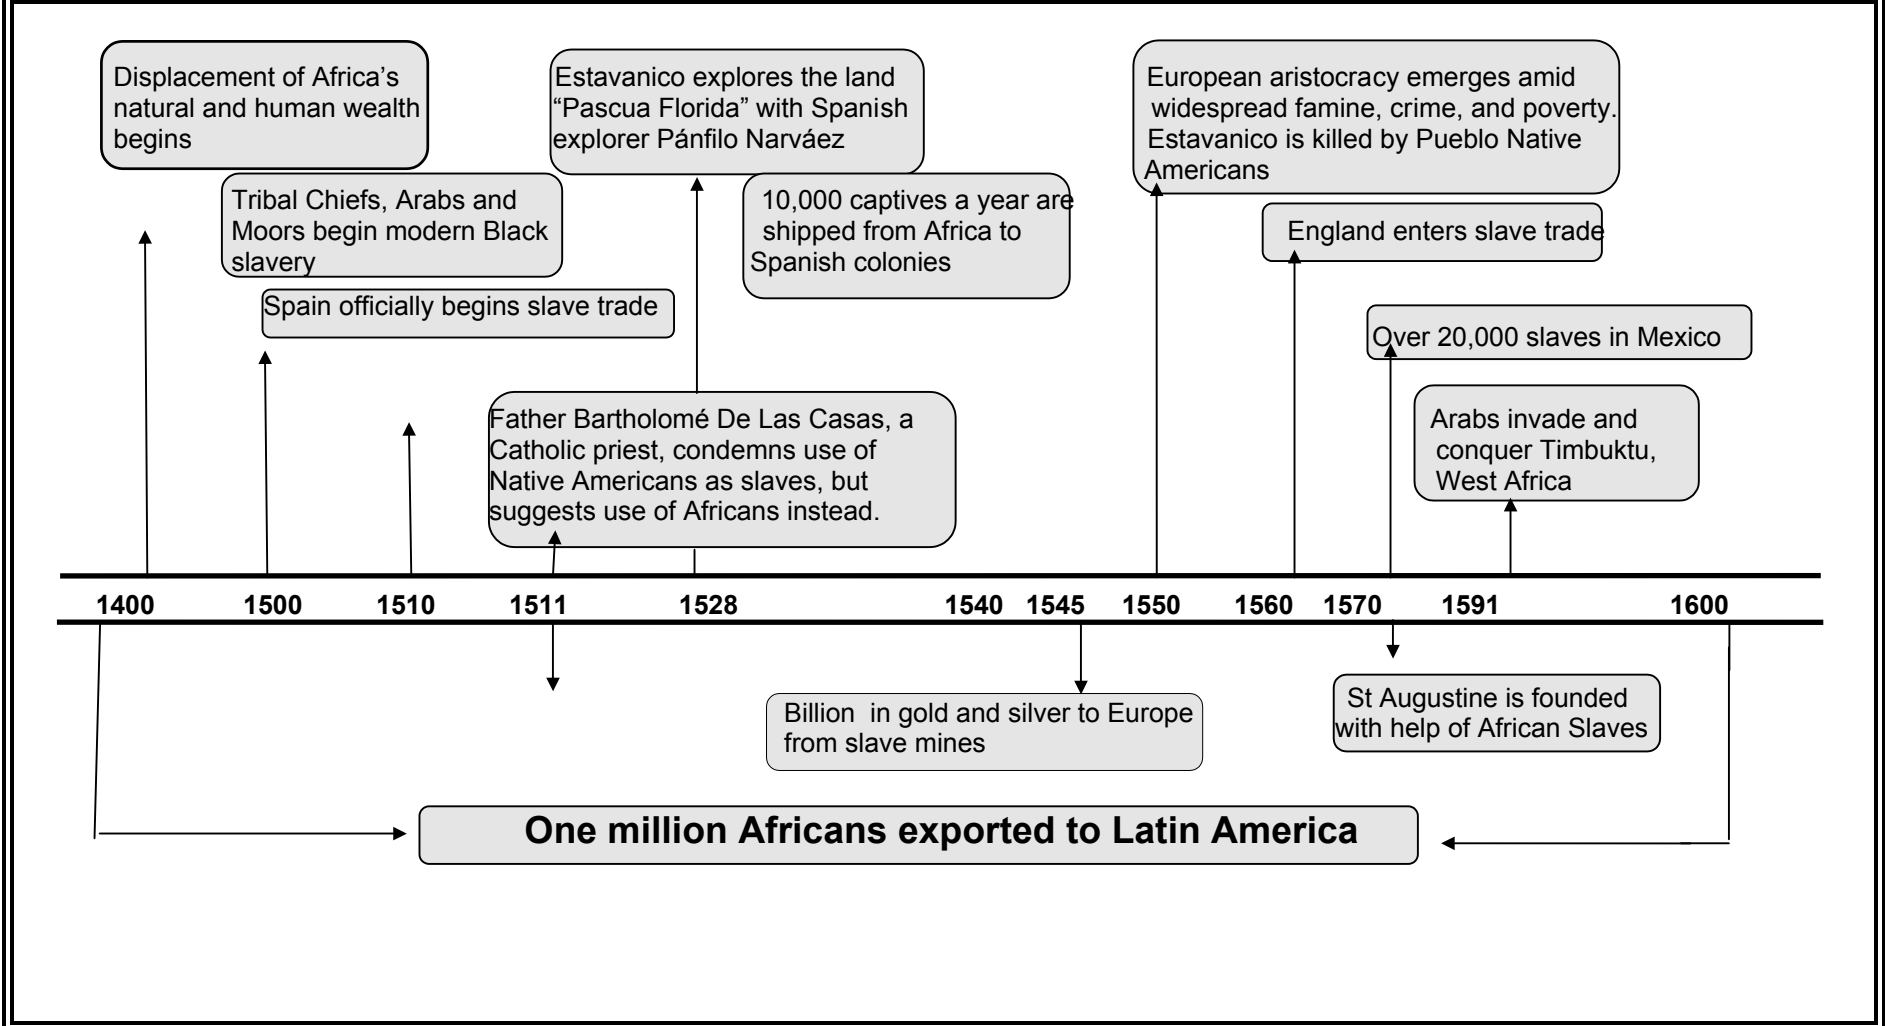 Displacement of Africa’s
natural and human wealth
begins
Tribal Chiefs, Arabs and
Moors begin modern Black
slavery
Spain officially begins slave trade
Estavanico explores the land
“Pascua Florida” with Spanish
explorer Pánfilo Narváez
10,000 captives a year are
shipped from Africa to
Spanish colonies
Father Bartholomé De Las Casas, a
Catholic priest, condemns use of
Native Americans as slaves, but
suggests use of Africans instead.
European aristocracy emerges amid
widespread famine, crime, and poverty.
Estavanico is killed by Pueblo Native
Americans
England enters slave trade
Over 20,000 slaves in Mexico
Arabs invade and
conquer Timbuktu,
West Africa
1400 1500 1510 1511 1528 1540 1545 1550 1560 1570 1591 1600
Billion in gold and silver to Europe
from slave mines
St Augustine is founded
with help of African Slaves
One million Africans exported to Latin America